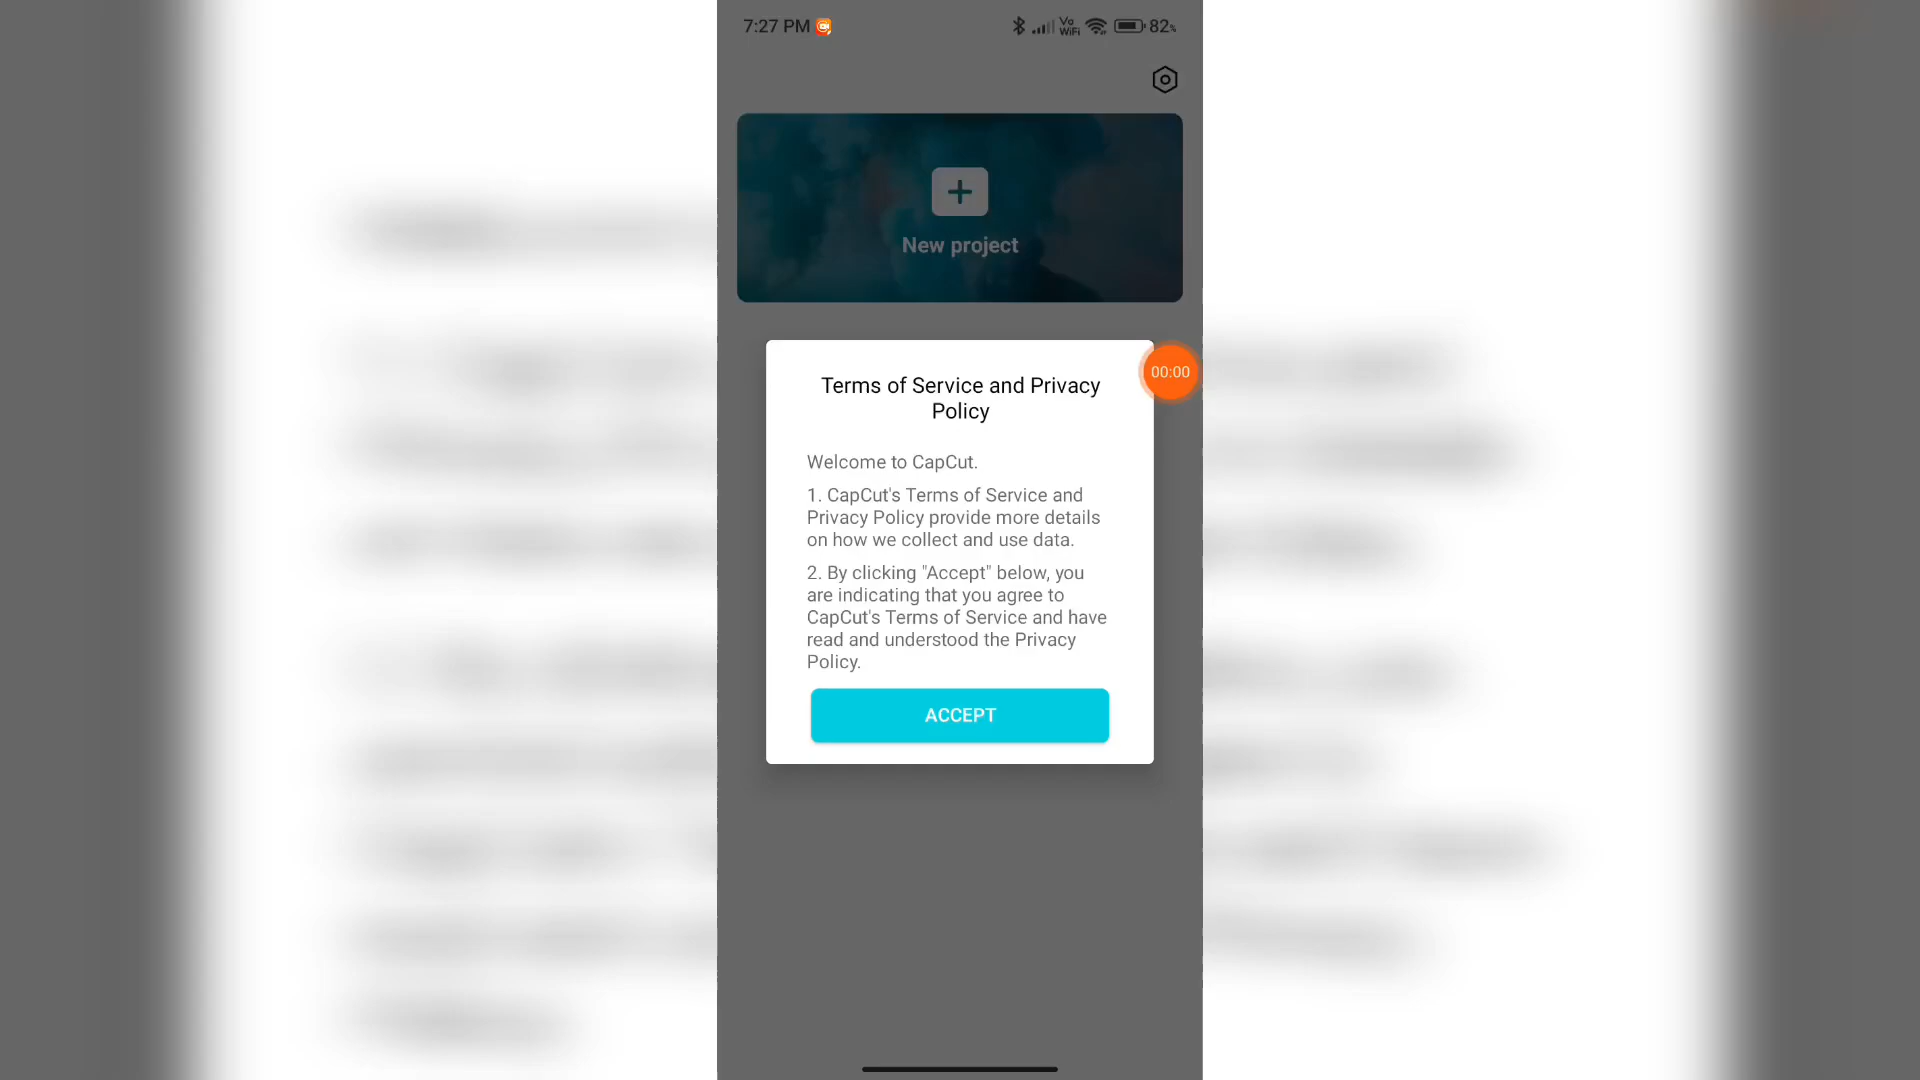 7:27 PM
Vo
WiFi
82%
New project
00:00
Terms of Service and Privacy
Policy
Welcome to CapCut.
1. CapCut's Terms of Service and
Privacy Policy provide more details
on how we collect and use data.
2. By clicking "Accept" below, you
are indicating that you agree to
CapCut's Terms of Service and have
read and understood the Privacy
Policy.
ACCEPT